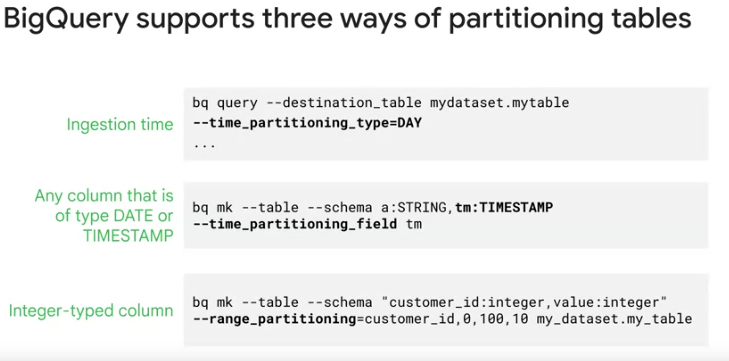 BigQuery supports three ways of partitioning tables
Ingestion time
bq query --destination_table mydataset.mytable
--time_partitioning_type=DAY
...
Any column that is
of type DATE or
TIMESTAMP
bq mk --table --schema a:STRING,tm:TIMESTAMP
--time_partitioning_field tm
Integer-typed column
bq mk --table --schema "customer_id:integer,value:integer"
--range_partitioning=customer_id,0,100,10 my_dataset.my_table